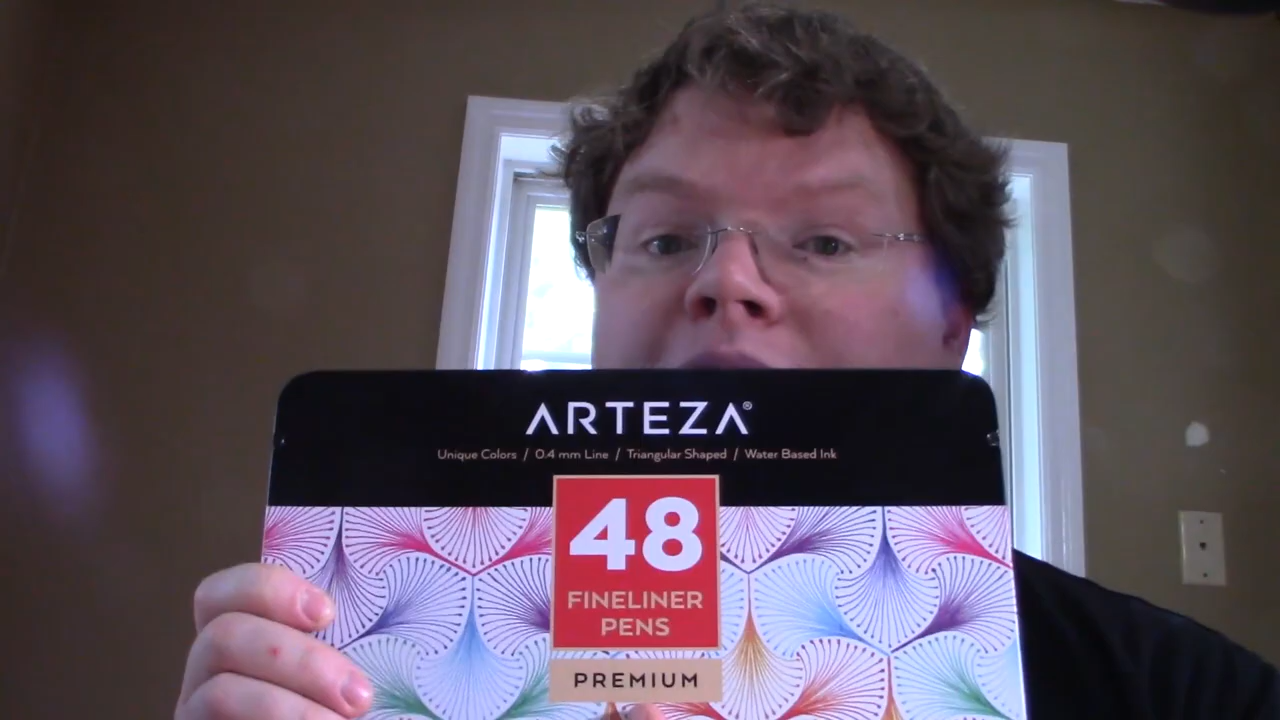 ARTEZA®
Unique Colors / 0.4 mm Line / Triangular Shaped / Water Based Ink
48
FINELINER
PENS
PREMIUM